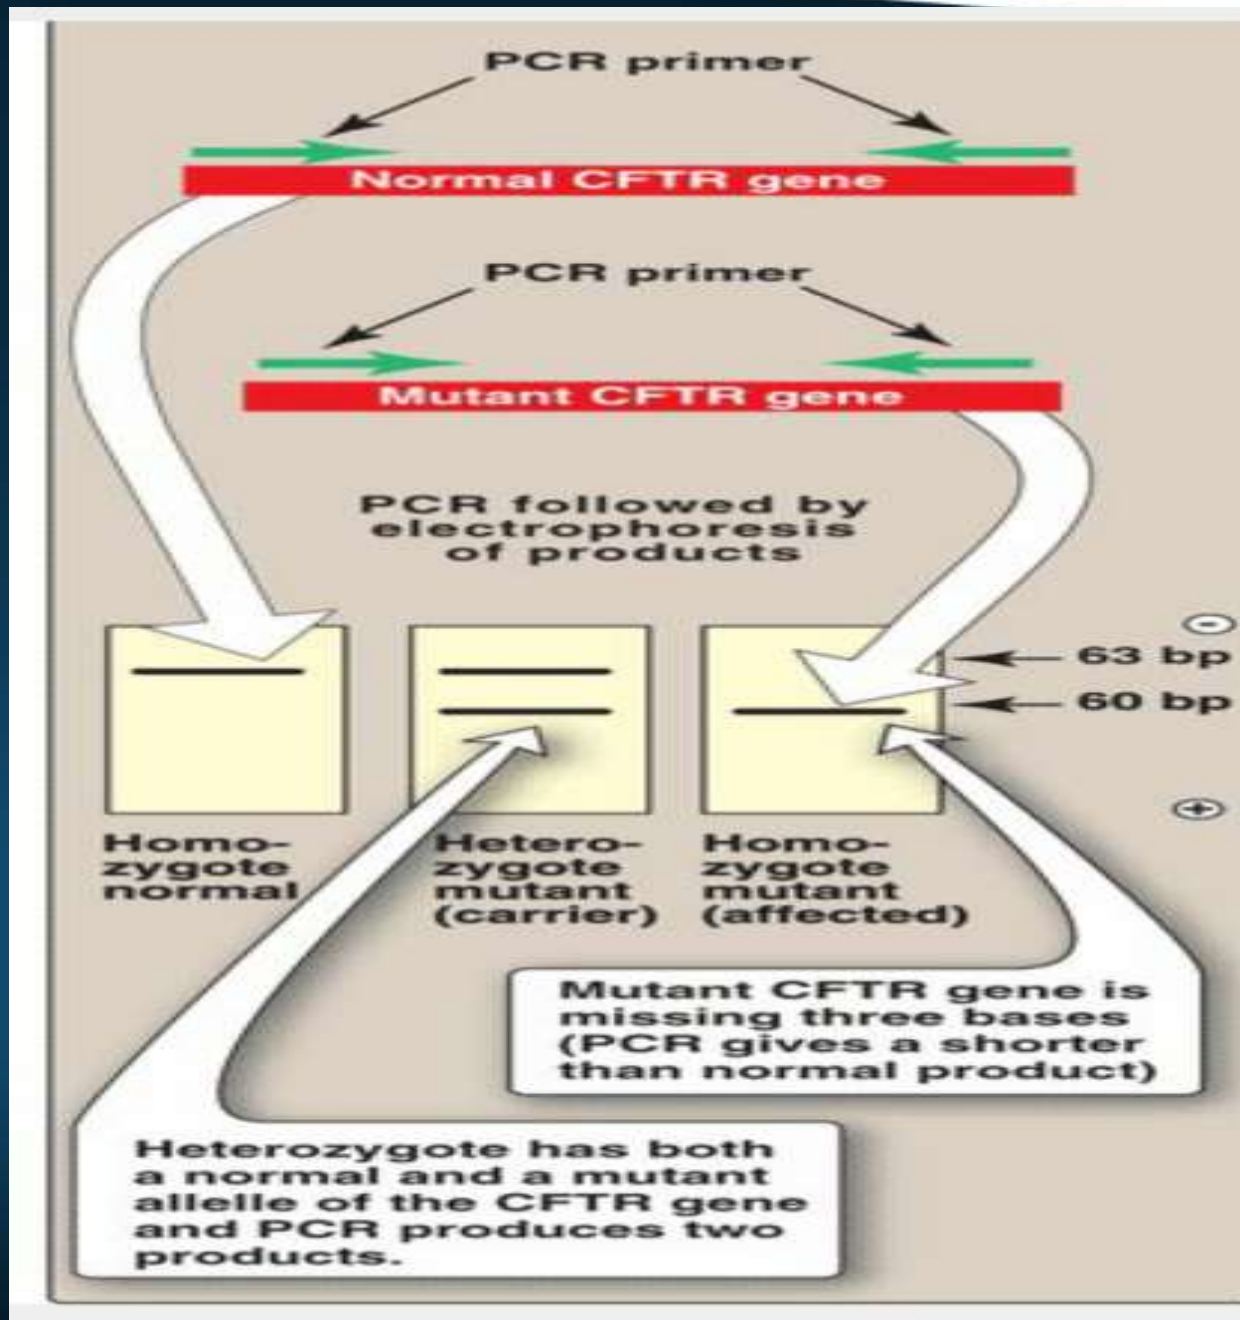 PCR primer
Normal CFTR gene
PCR primer
Mutant CFTR gene
PCR followed by
electrophoresis
of products
-
63 bp
60 bp
+
Homo-
zygote
normal
Hetero-
zygote
mutant
(carrier)
Homo-
zygote
mutant
(affected)
Mutant CFTR gene is
missing three bases
(PCR gives a shorter
than normal product)
Heterozygote has both
a normal and a mutant
allelle of the CFTR gene
and PCR produces two
products.